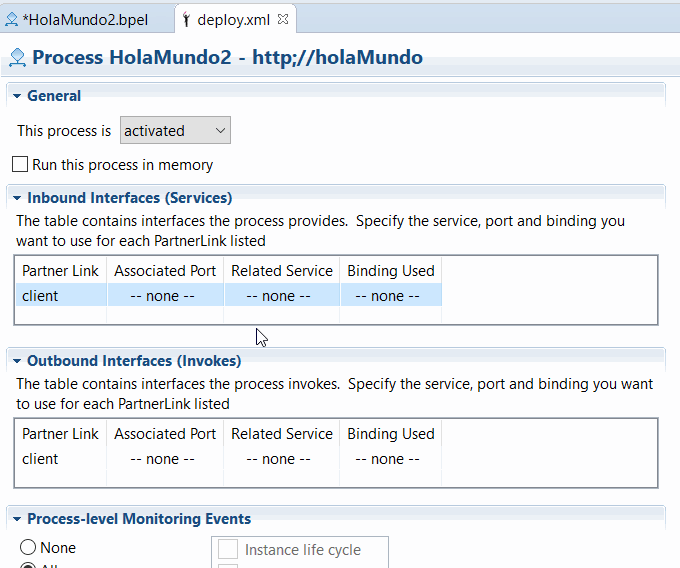 *HolaMundo2.bpel deploy.xml
Process HolaMundo2 - http;//holaMundo
General
This process is activated
Run this process in memory
Inbound Interfaces (Services)
The table contains interfaces the process provides. Specify the service, port and binding you
want to use for each PartnerLink listed
Partner Link Associated Port Related Service Binding Used
client -- none -- -- none -- -- none --
Outbound Interfaces (Invokes)
The table contains interfaces the process invokes. Specify the service, port and binding you want
to use for each PartnerLink listed
Partner Link Associated Port Related Service Binding Used
client -- none -- -- none -- -- none --
Process-level Monitoring Events
None Instance life cycle